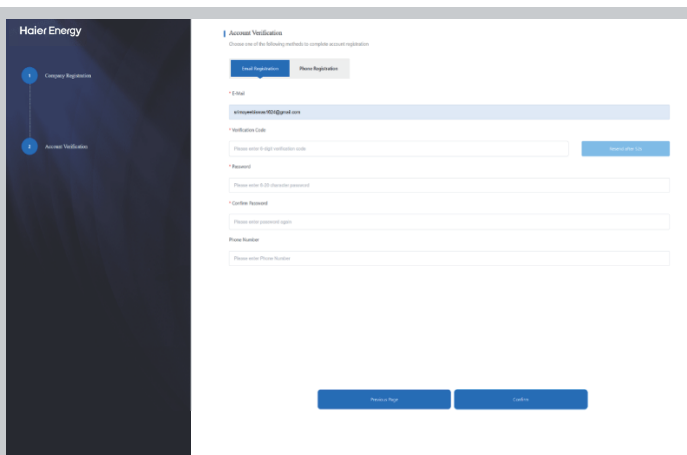 Haier Energy
1 Company Registration
2 Account Verification
Account Verification
Choose one of the following methods to complete account registration
Email Registration
Phone Registration
* E-Mail
* Verification Code
Please enter 6 digit verification code
* Password
Please enter 8-20 character password
* Confirm Password
Please enter password again
Phone Number
Please enter Phone Number
Previous Page
Confirm